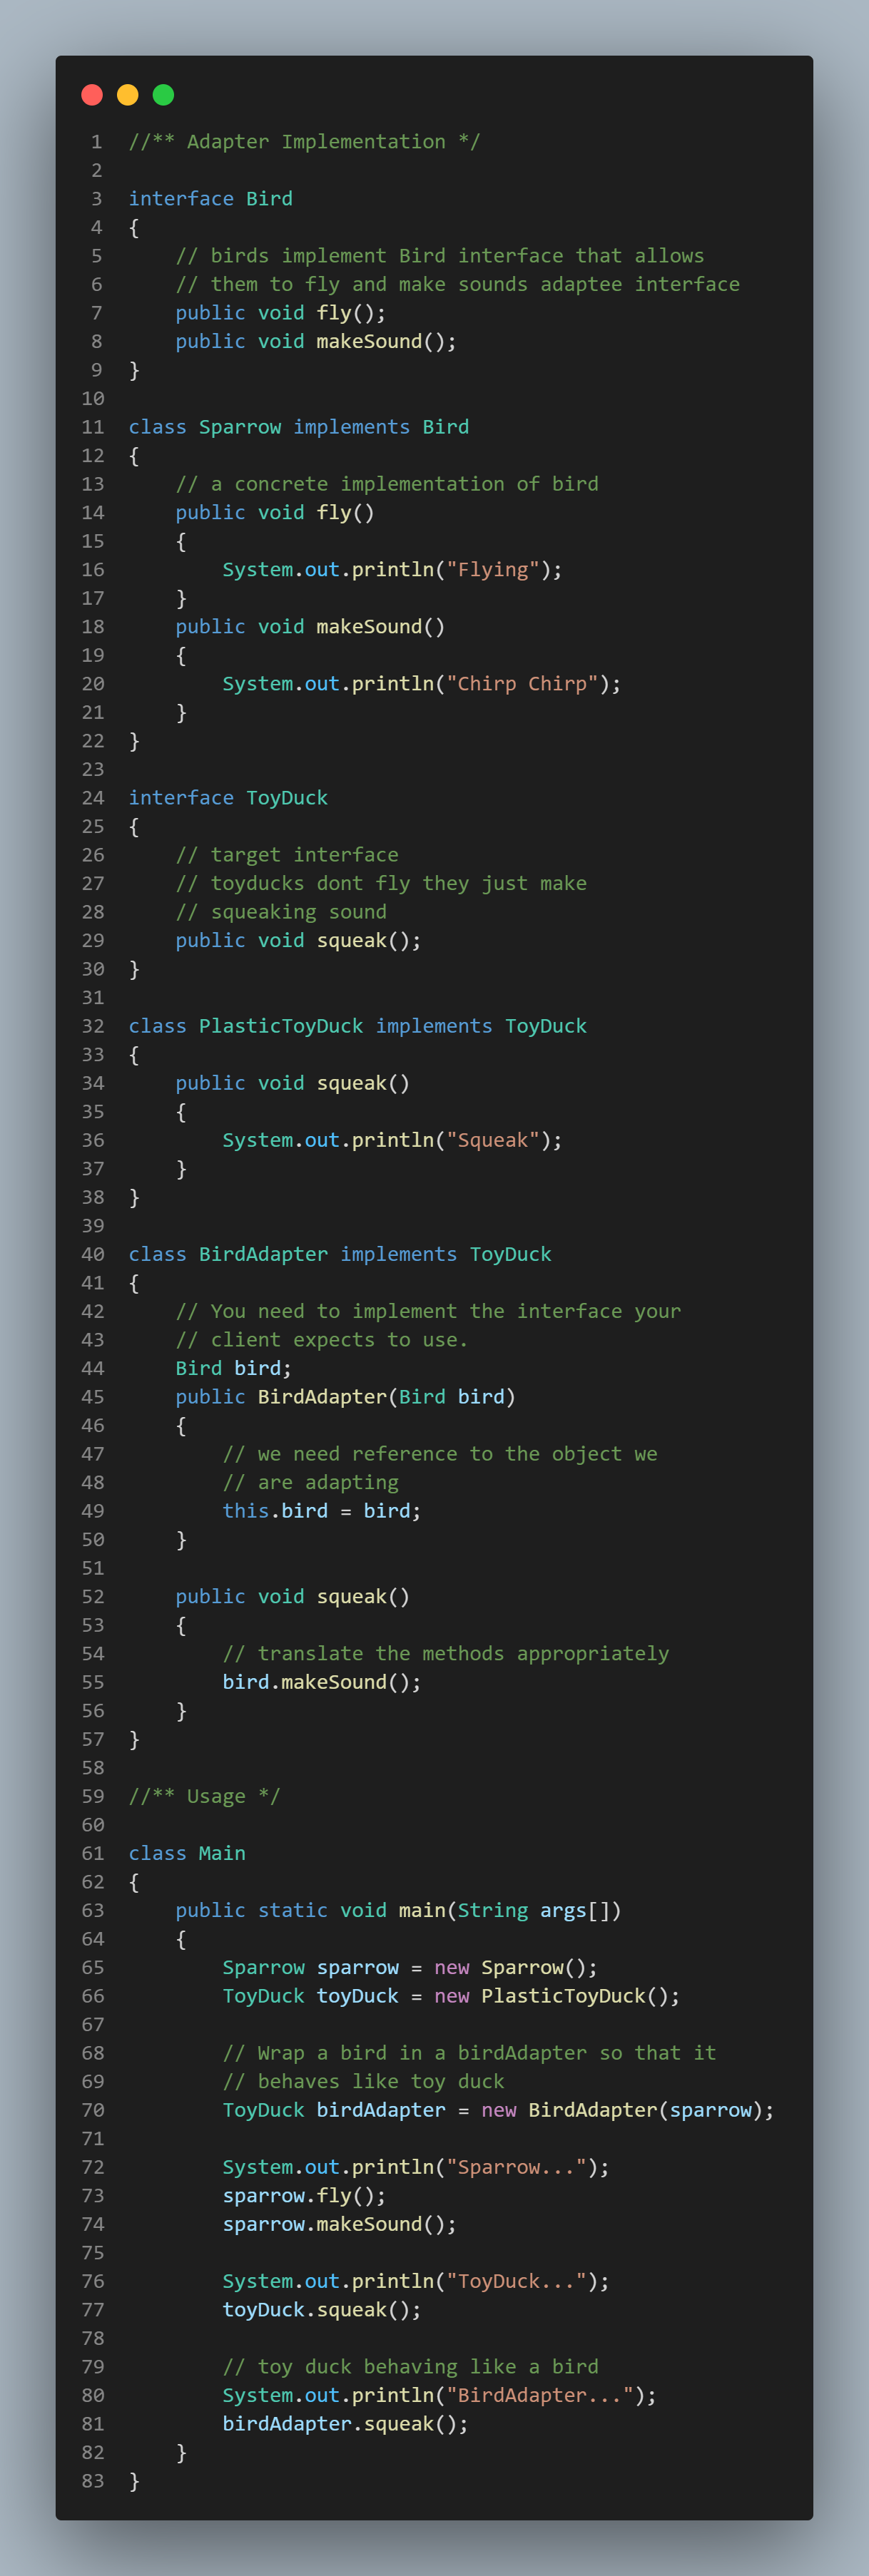 1 //** Adapter Implementation */
2
3 interface Bird
4 {
5     // birds implement Bird interface that allows
6     // them to fly and make sounds adaptee interface
7     public void fly();
8     public void makeSound();
9 }
10
11 class Sparrow implements Bird
12 {
13     // a concrete implementation of bird
14     public void fly()
15     {
16         System.out.println("Flying");
17     }
18     public void makeSound()
19     {
20         System.out.println("Chirp Chirp");
21     }
22 }
23
24 interface ToyDuck
25 {
26     // target interface
27     // toyducks dont fly they just make
28     // squeaking sound
29     public void squeak();
30 }
31
32 class PlasticToyDuck implements ToyDuck
33 {
34     public void squeak()
35     {
36         System.out.println("Squeak");
37     }
38 }
39
40 class BirdAdapter implements ToyDuck
41 {
42     // You need to implement the interface your
43     // client expects to use.
44     Bird bird;
45     public BirdAdapter(Bird bird)
46     {
47         // we need reference to the object we
48         // are adapting
49         this.bird = bird;
50     }
51
52     public void squeak()
53     {
54         // translate the methods appropriately
55         bird.makeSound();
56     }
57 }
58
59 //** Usage */
60
61 class Main
62 {
63     public static void main(String args[])
64     {
65         Sparrow sparrow = new Sparrow();
66         ToyDuck toyDuck = new PlasticToyDuck();
67
68         // Wrap a bird in a birdAdapter so that it
69         // behaves like toy duck
70         ToyDuck birdAdapter = new BirdAdapter(sparrow);
71
72         System.out.println("Sparrow...");
73         sparrow.fly();
74         sparrow.makeSound();
75
76         System.out.println("ToyDuck...");
77         toyDuck.squeak();
78
79         // toy duck behaving like a bird
80         System.out.println("BirdAdapter...");
81         birdAdapter.squeak();
82     }
83 }